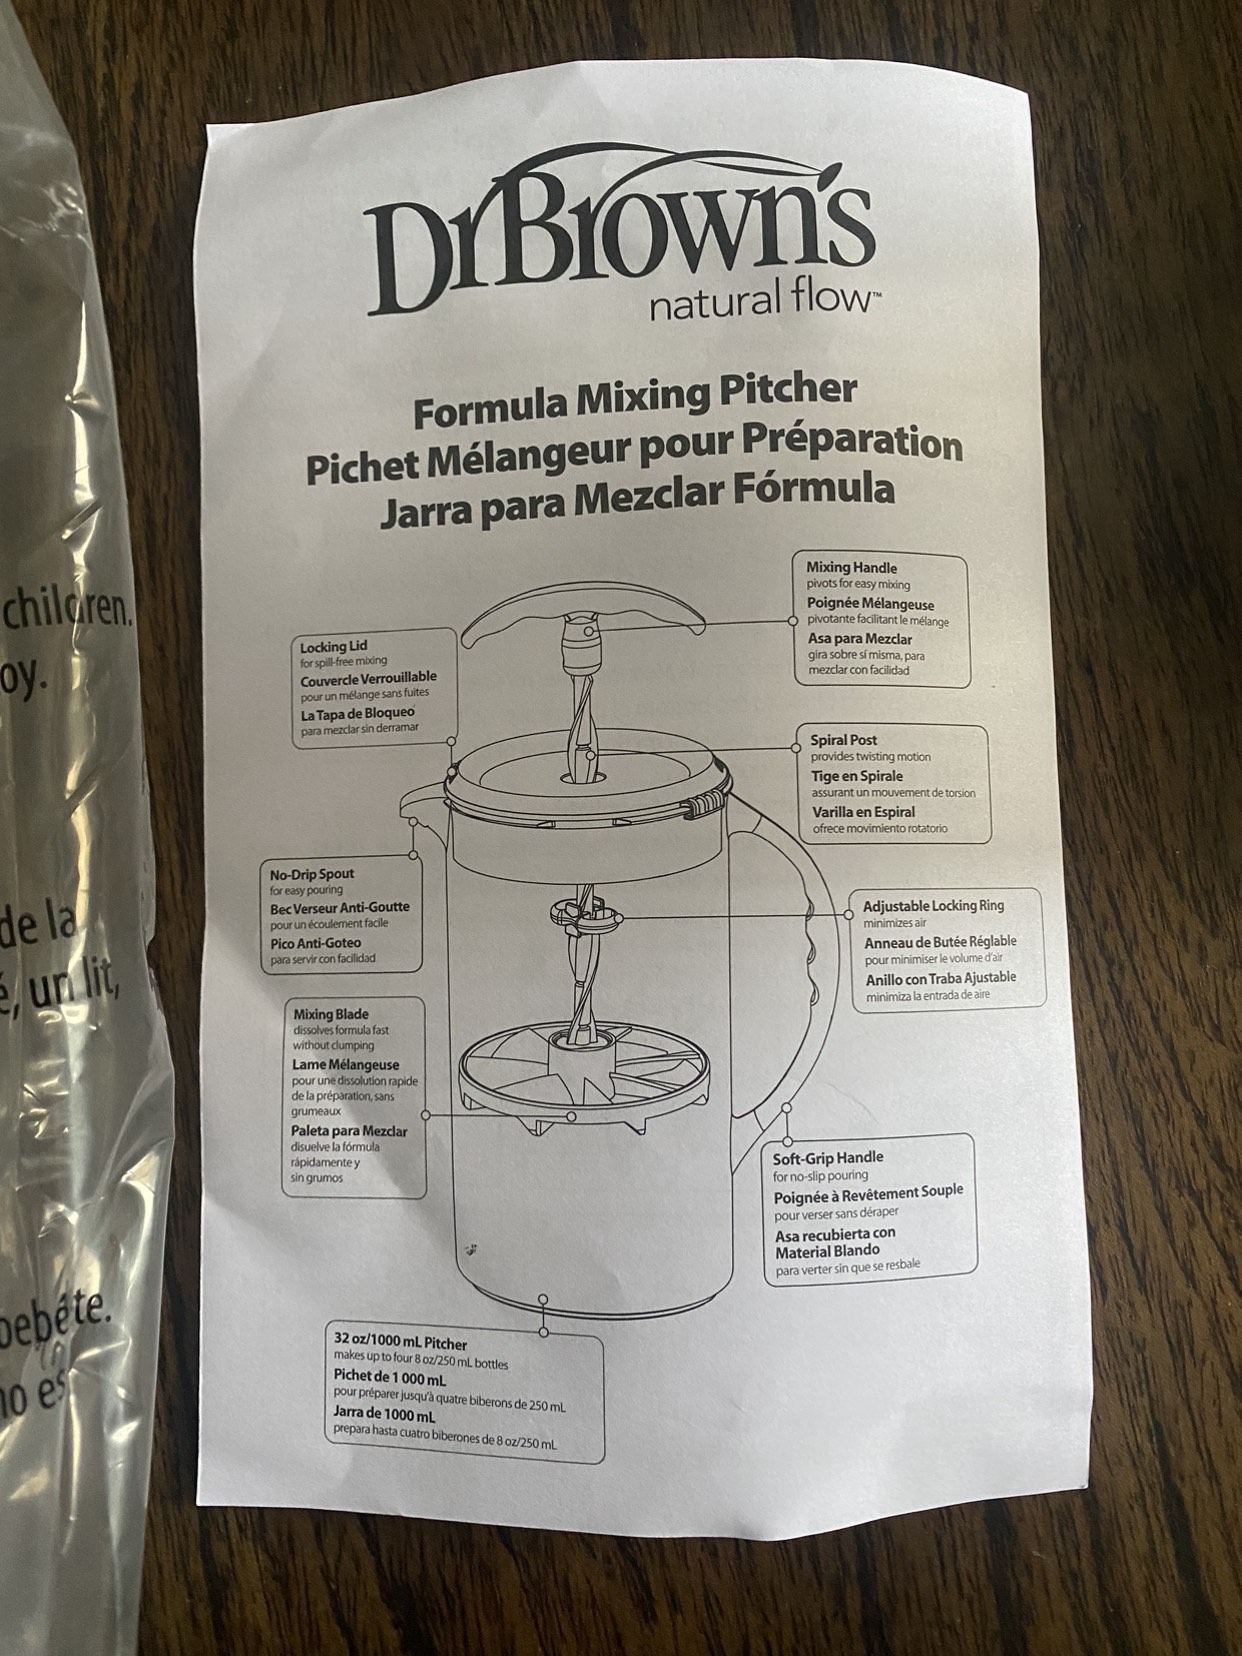 DrBrown's
natural flow™
Formula Mixing Pitcher
Pichet Mélangeur pour Préparation
Jarra para Mezclar Fórmula
Mixing Handle
pivots for easy mixing
Poignée Mélangeuse
pivotante facilitant le mélange
Asa para Mezclar
gira sobre sí misma, para
mezclar con facilidad
Locking Lid
for spill-free mixing
Couvercle Verrouillable
pour un mélange sans fuites
La Tapa de Bloqueo
para mezclar sin derramar
Spiral Post
provides twisting motion
Tige en Spirale
assurant un mouvement de torsion
Varilla en Espiral
ofrece movimiento rotatorio
No-Drip Spout
for easy pouring
Bec Verseur Anti-Goutte
pour un écoulement facile
Pico Anti-Goteo
para servir con facilidad
Adjustable Locking Ring
minimizes air
Anneau de Butée Réglable
pour minimiser le volume d'air
Anillo con Traba Ajustable
minimiza la entrada de aire
Mixing Blade
dissolves formula fast
without clumping
Lame Mélangeuse
pour une dissolution rapide
de la préparation, sans
grumeaux
Paleta para Mezclar
disuelve la fórmula
rápidamente y
sin grumos
Soft-Grip Handle
for no-slip pouring
Poignée à Revêtement Souple
pour verser sans déraper
Asa recubierta con
Material Blando
para verter sin que se resbale
32 oz/1000 mL Pitcher
makes up to four 8 oz/250 mL bottles
Pichet de 1 000 mL
pour préparer jusqu'à quatre biberons de 250 mL
Jarra de 1000 mL
prepara hasta cuatro biberones de 8 oz/250 mL
children.
oy.
de la
un lit,
bebête.
no es